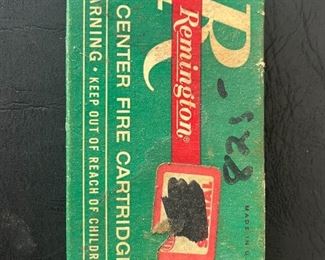 R
Remington®
CENTER FIRE CARTRIDG
ARNING • KEEP OUT OF REACH OF CHILDR
MADE IN U.